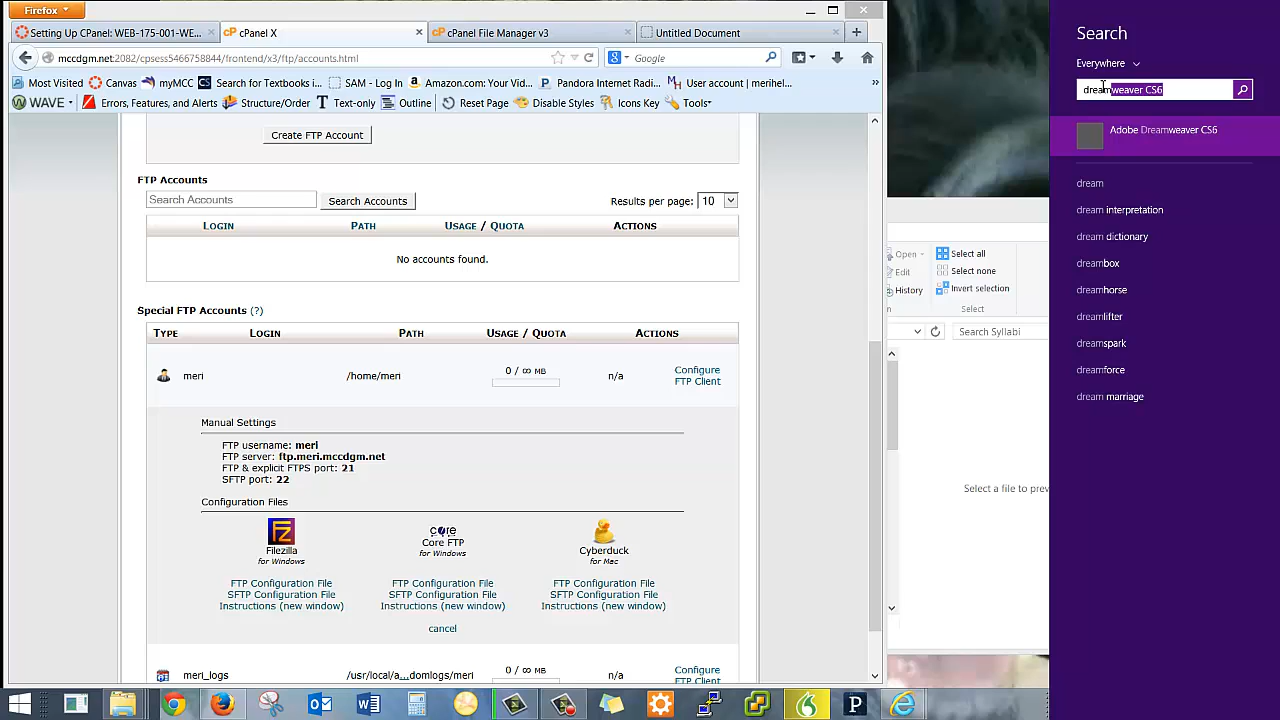 Firefox
Setting Up CPanel: WEB-175-001-WE...
cPanel X
cPanel File Manager v3
Untitled Document
mccdgm.net:2082/cpsess5466758844/frontend/x3/ftp/accounts.html
Google
Most Visited
Canvas
myMCC
Search for Textbooks i...
SAM - Log In
Amazon.com: Your Vid...
Pandora Internet Radi...
User account | merihel...
WAVE
Errors, Features, and Alerts
Structure/Order
Text-only
Outline
Reset Page
Disable Styles
Icons Key
Tools
Create FTP Account
FTP Accounts
Search Accounts
Search Accounts
Results per page:
10
LOGIN
PATH
USAGE / QUOTA
ACTIONS
No accounts found.
Special FTP Accounts (?)
TYPE
LOGIN
PATH
USAGE / QUOTA
ACTIONS
meri
/home/meri
0 / ∞ MB
n/a
Configure
FTP Client
Manual Settings
FTP username: meri
FTP server: ftp.meri.mccdgm.net
FTP & explicit FTPS port: 21
SFTP port: 22
Configuration Files
Filezilla
for Windows
FTP Configuration File
SFTP Configuration File
Instructions (new window)
core
Core FTP
for Windows
FTP Configuration File
SFTP Configuration File
Instructions (new window)
Cyberduck
for Mac
FTP Configuration File
SFTP Configuration File
Instructions (new window)
cancel
meri_logs
/usr/local/a...domlogs/meri
0 / ∞ MB
n/a
Configure
FTP Client
Open
Edit
History
Select all
Select none
Invert selection
Select
Search Syllabi
Select a file to prev
Search
Everywhere
dreamweaver CS6
Adobe Dreamweaver CS6
dream
dream interpretation
dream dictionary
dreambox
dreamhorse
dreamlifter
dreamspark
dreamforce
dream marriage